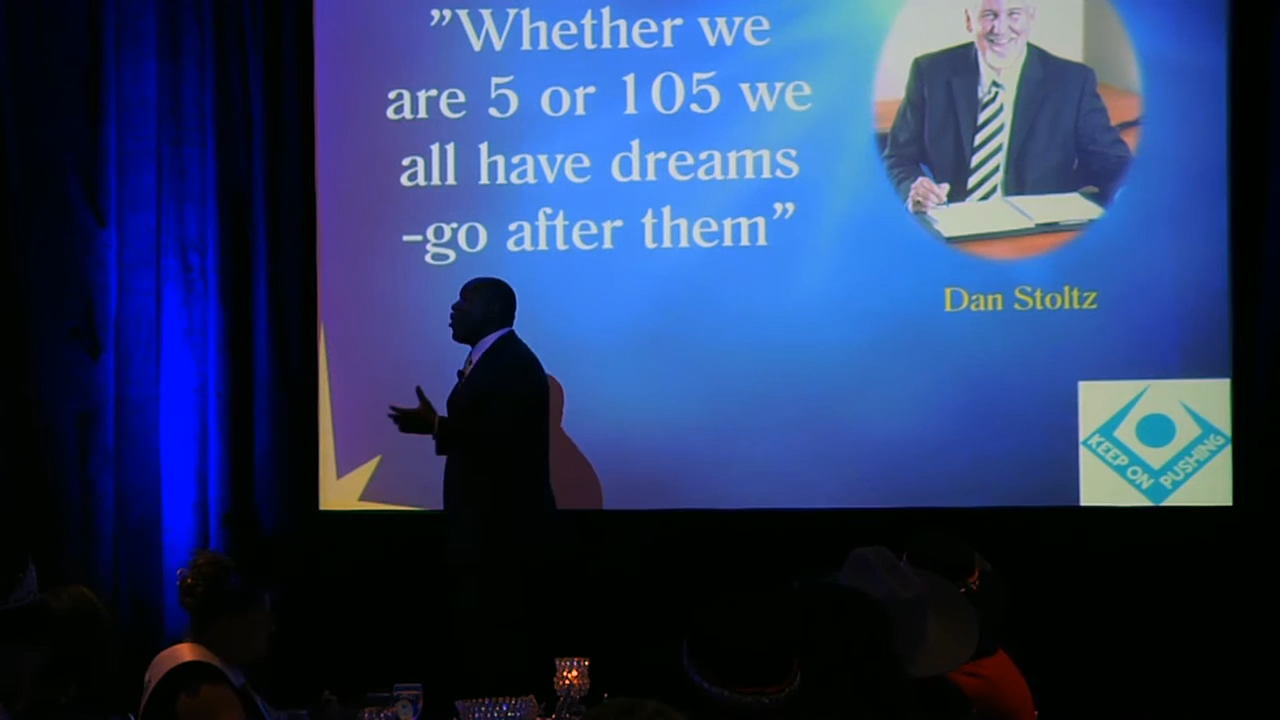 ”Whether we
are 5 or 105 we
all have dreams
-go after them”
Dan Stoltz
KEEP ON PUSHING